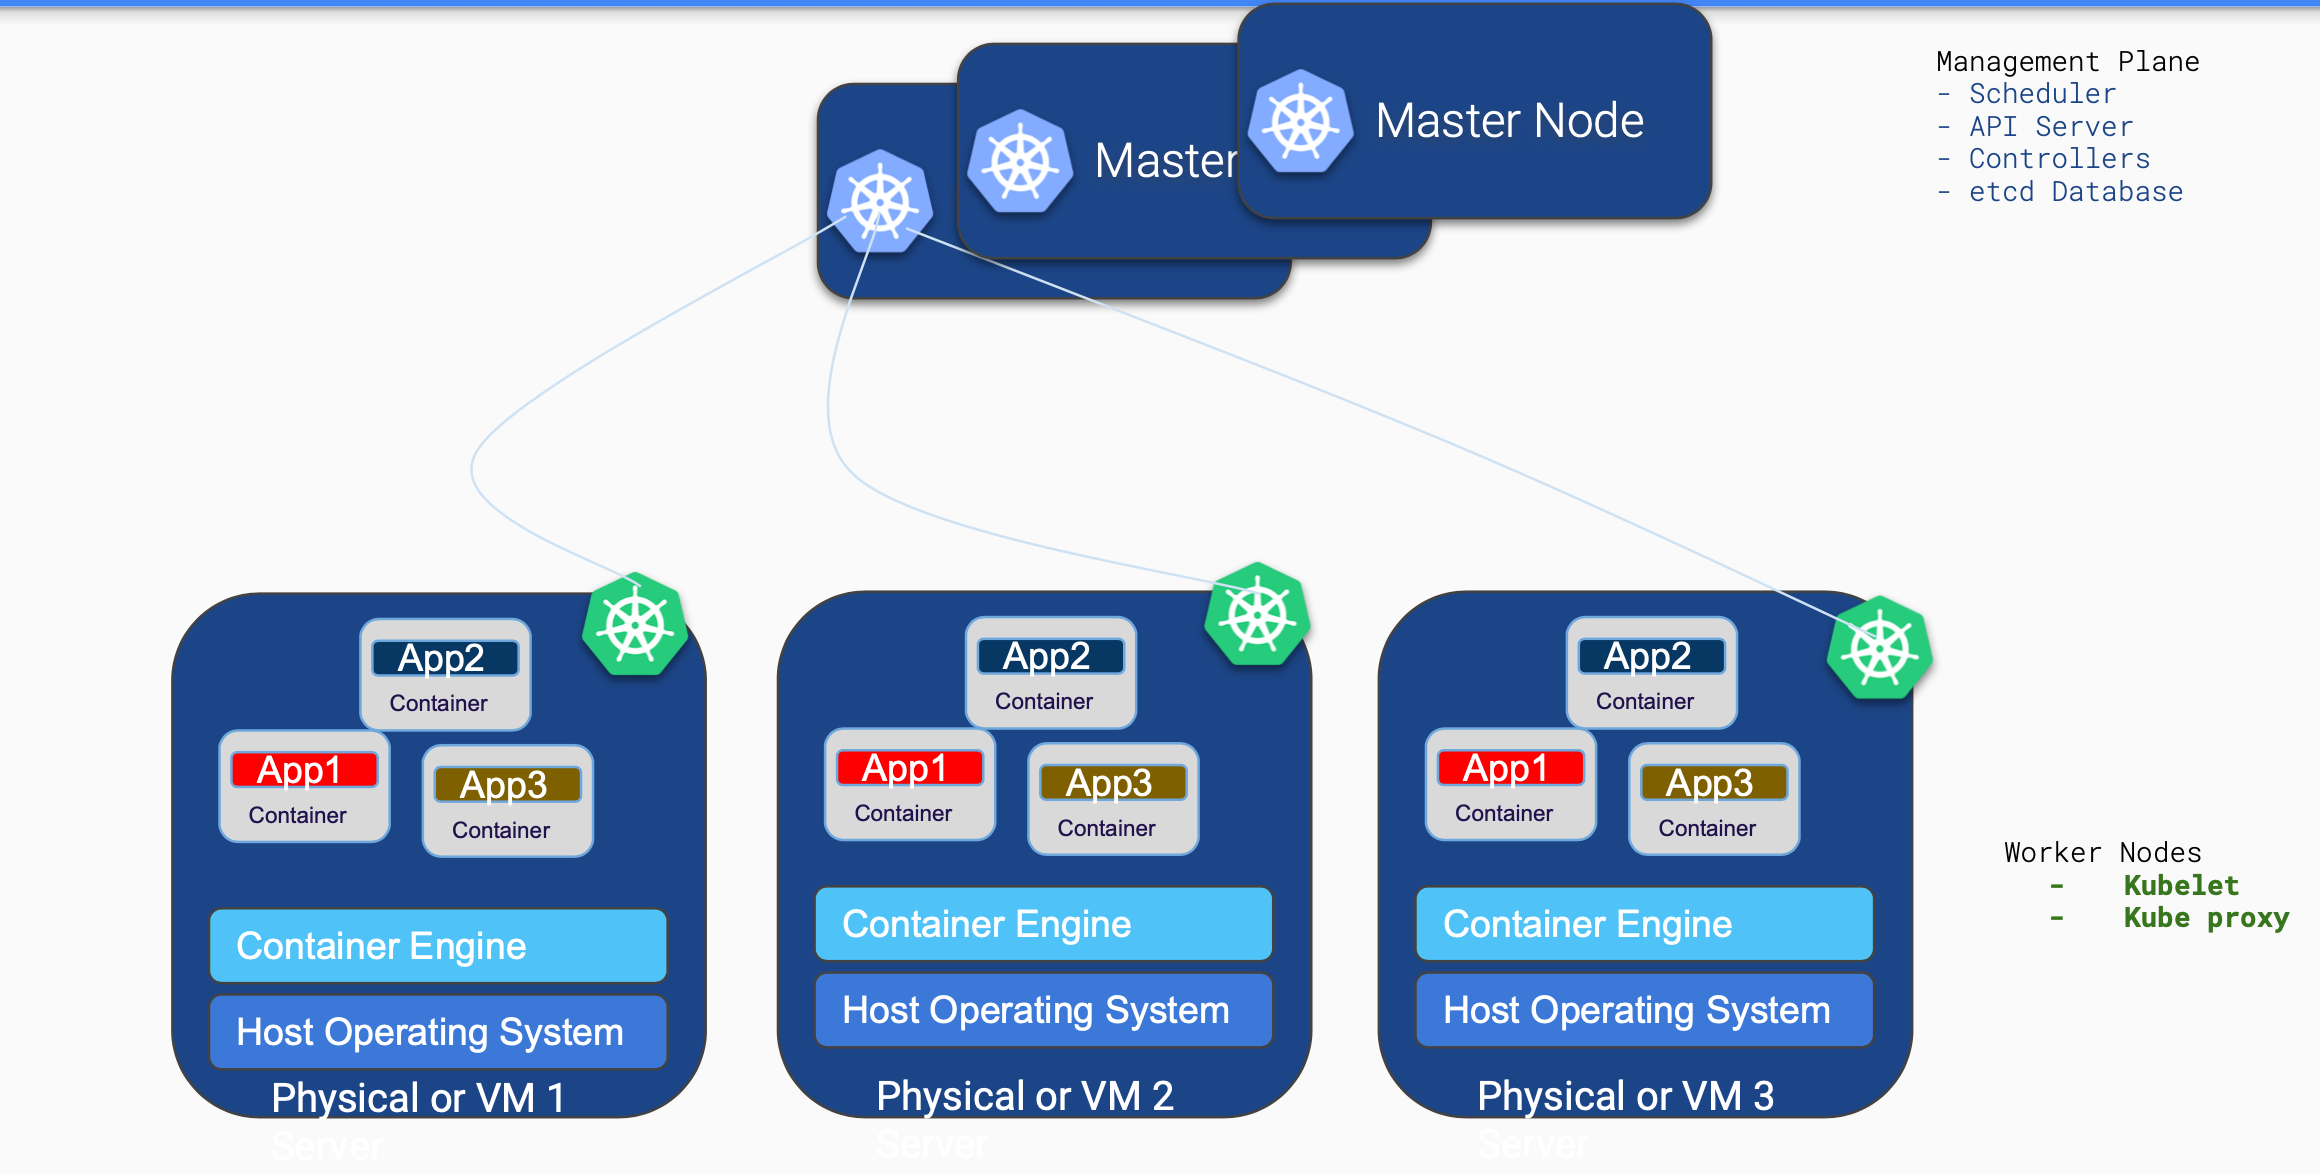 Master Node
Master
Management Plane
- Scheduler
- API Server
- Controllers
- etcd Database
App2
Container
App1
Container
App3
Container
Container Engine
Host Operating System
Physical or VM 1
Server
App2
Container
App1
Container
App3
Container
Container Engine
Host Operating System
Physical or VM 2
Server
App2
Container
App1
Container
App3
Container
Container Engine
Host Operating System
Physical or VM 3
Server
Worker Nodes
- Kubelet
- Kube proxy